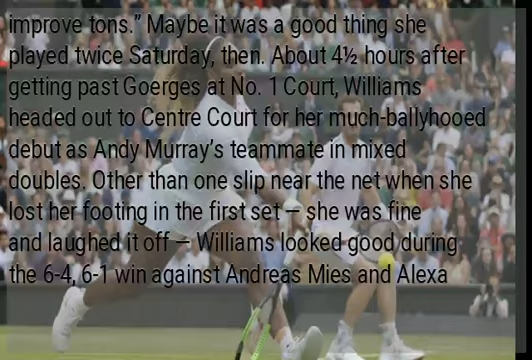 improve tons.” Maybe it was a good thing she
played twice Saturday, then. About 4½ hours after
getting past Goerges at No. 1 Court, Williams
headed out to Centre Court for her much-ballyhooed
debut as Andy Murray’s teammate in mixed
doubles. Other than one slip near the net when she
lost her footing in the first set — she was fine
and laughed it off — Williams looked good during
the 6-4, 6-1 win against Andreas Mies and Alexa